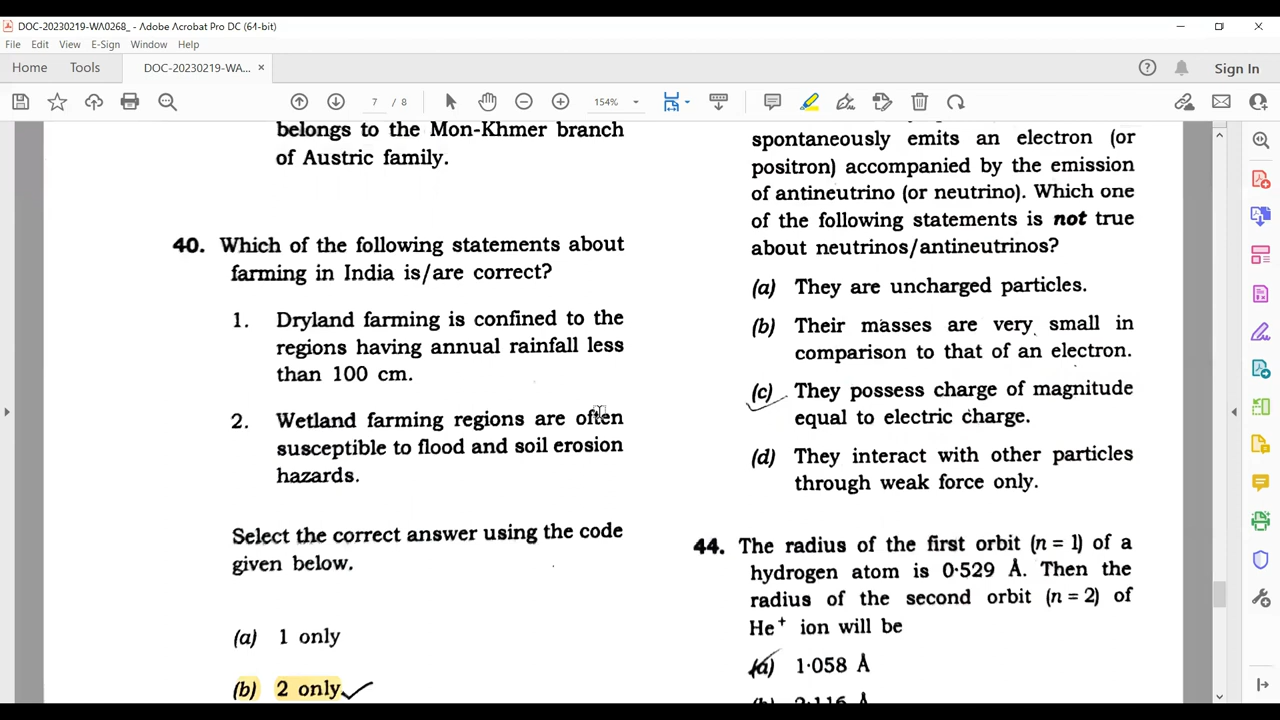 DOC-20230219-WA0268_ - Adobe Acrobat Pro DC (64-bit)
File Edit View E-Sign Window Help
Home Tools DOC-20230219-WA... × Sign In
7 / 8 154%
belongs to the Mon-Khmer branch
of Austric family.
40. Which of the following statements about
farming in India is/are correct?
1. Dryland farming is confined to the
regions having annual rainfall less
than 100 cm.
2. Wetland farming regions are often
susceptible to flood and soil erosion
hazards.
Select the correct answer using the code
given below.
(a) 1 only
(b) 2 only
spontaneously emits an electron (or
positron) accompanied by the emission
of antineutrino (or neutrino). Which one
of the following statements is not true
about neutrinos/antineutrinos?
(a) They are uncharged particles.
(b) Their masses are very small in
comparison to that of an electron.
(c) They possess charge of magnitude
equal to electric charge.
(d) They interact with other particles
through weak force only.
44. The radius of the first orbit (n = 1) of a
hydrogen atom is 0·529 Å. Then the
radius of the second orbit (n = 2) of
He+ ion will be
(a) 1·058 Å